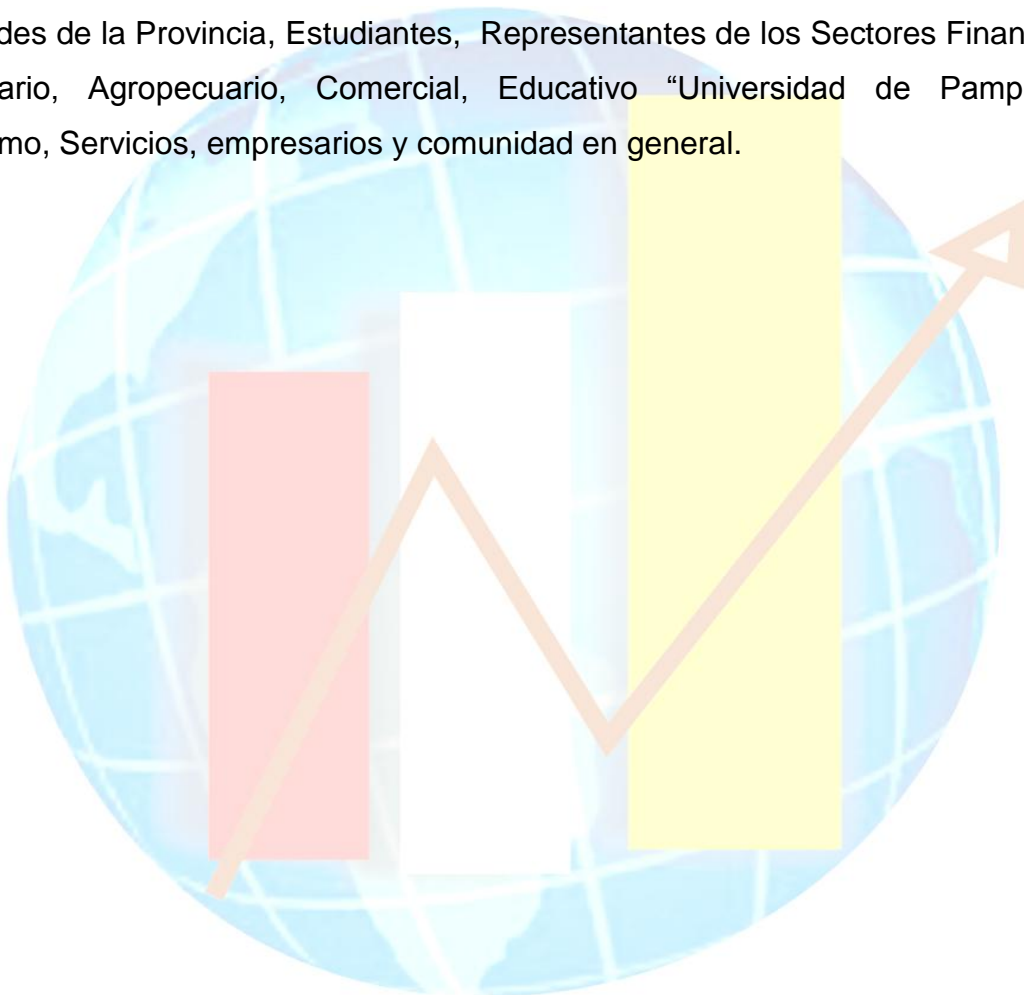 des de la Provincia, Estudiantes, Representantes de los Sectores Finan
ario, Agropecuario, Comercial, Educativo “Universidad de Pamp
mo, Servicios, empresarios y comunidad en general.